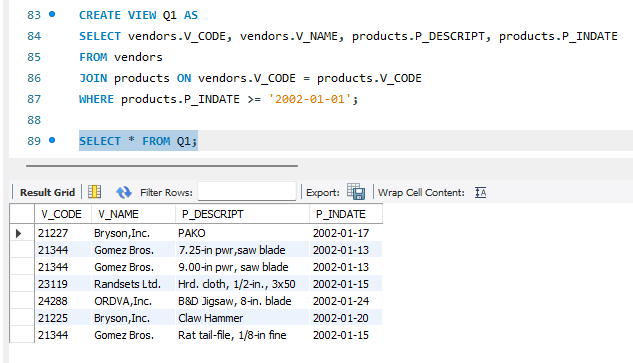 83 CREATE VIEW Q1 AS
84 SELECT vendors.V_CODE, vendors.V_NAME, products.P_DESCRIPT, products.P_INDATE
85 FROM vendors
86 JOIN products ON vendors.V_CODE = products.V_CODE
87 WHERE products.P_INDATE >= '2002-01-01';
88
89 SELECT * FROM Q1;
Result Grid Filter Rows: Export: Wrap Cell Content: IA
V_CODE V_NAME P_DESCRIPT P_INDATE
21227 Bryson,Inc. PAKO 2002-01-17
21344 Gomez Bros. 7.25-in pwr,saw blade 2002-01-13
21344 Gomez Bros. 9.00-in pwr, saw blade 2002-01-13
23119 Randsets Ltd. Hrd. cloth, 1/2-in., 3x50 2002-01-15
24288 ORDVA,Inc. B&D Jigsaw, 8-in. blade 2002-01-24
21225 Bryson,Inc. Claw Hammer 2002-01-20
21344 Gomez Bros. Rat tail-file, 1/8-in fine 2002-01-15